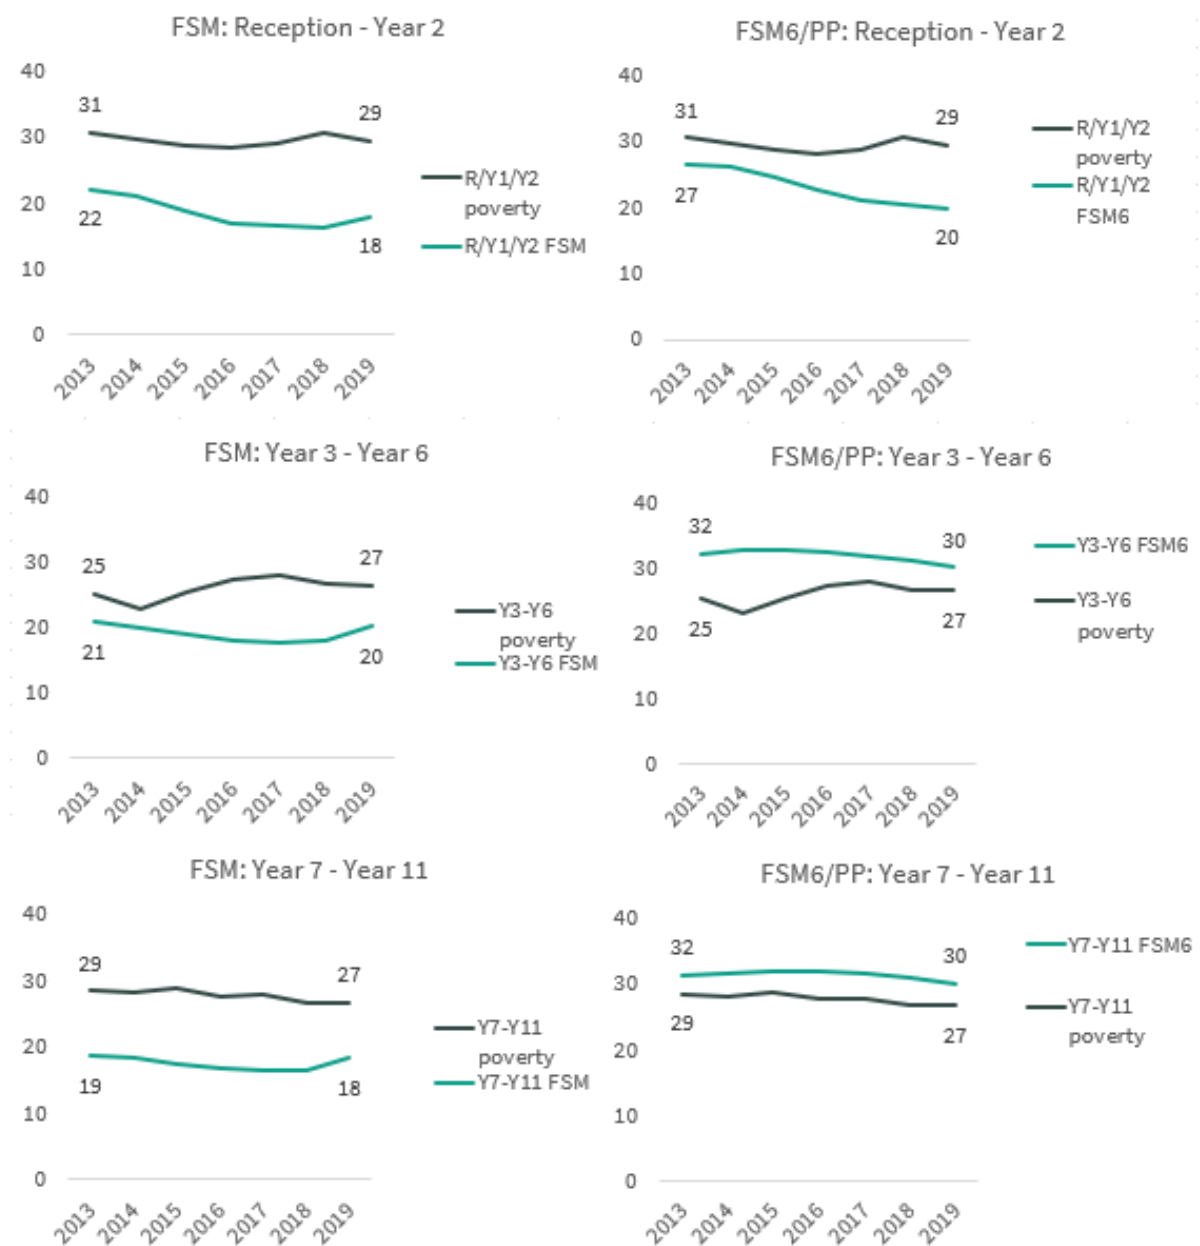 FSM: Reception - Year 2
40
31
29
30
R/Y1/Y2
poverty
20
22
18
R/Y1/Y2 FSM
10
0
2013 2014 2015 2016 2017 2018 2019
FSM6/PP: Reception - Year 2
40
31
29
30
R/Y1/Y2
poverty
27
R/Y1/Y2
FSM6
20
20
10
0
2013 2014 2015 2016 2017 2018 2019
FSM: Year 3 - Year 6
40
25
27
30
Y3-Y6
poverty
20
21
20
Y3-Y6 FSM
10
0
2013 2014 2015 2016 2017 2018 2019
FSM6/PP: Year 3 - Year 6
40
32
30
Y3-Y6 FSM6
30
Y3-Y6
poverty
25
27
20
10
0
2013 2014 2015 2016 2017 2018 2019
FSM: Year 7 - Year 11
40
29
27
30
Y7-Y11
poverty
20
19
18
Y7-Y11 FSM
10
0
2013 2014 2015 2016 2017 2018 2019
FSM6/PP: Year 7 - Year 11
40
32
30
Y7-Y11 FSM6
30
Y7-Y11
poverty
29
27
20
10
0
2013 2014 2015 2016 2017 2018 2019